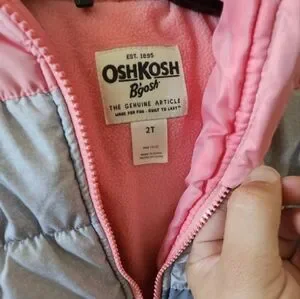 EST. 1895
OSHKOSH
B'gosh
THE GENUINE ARTICLE
MADE FOR FUN · BUILT TO LAST
2T